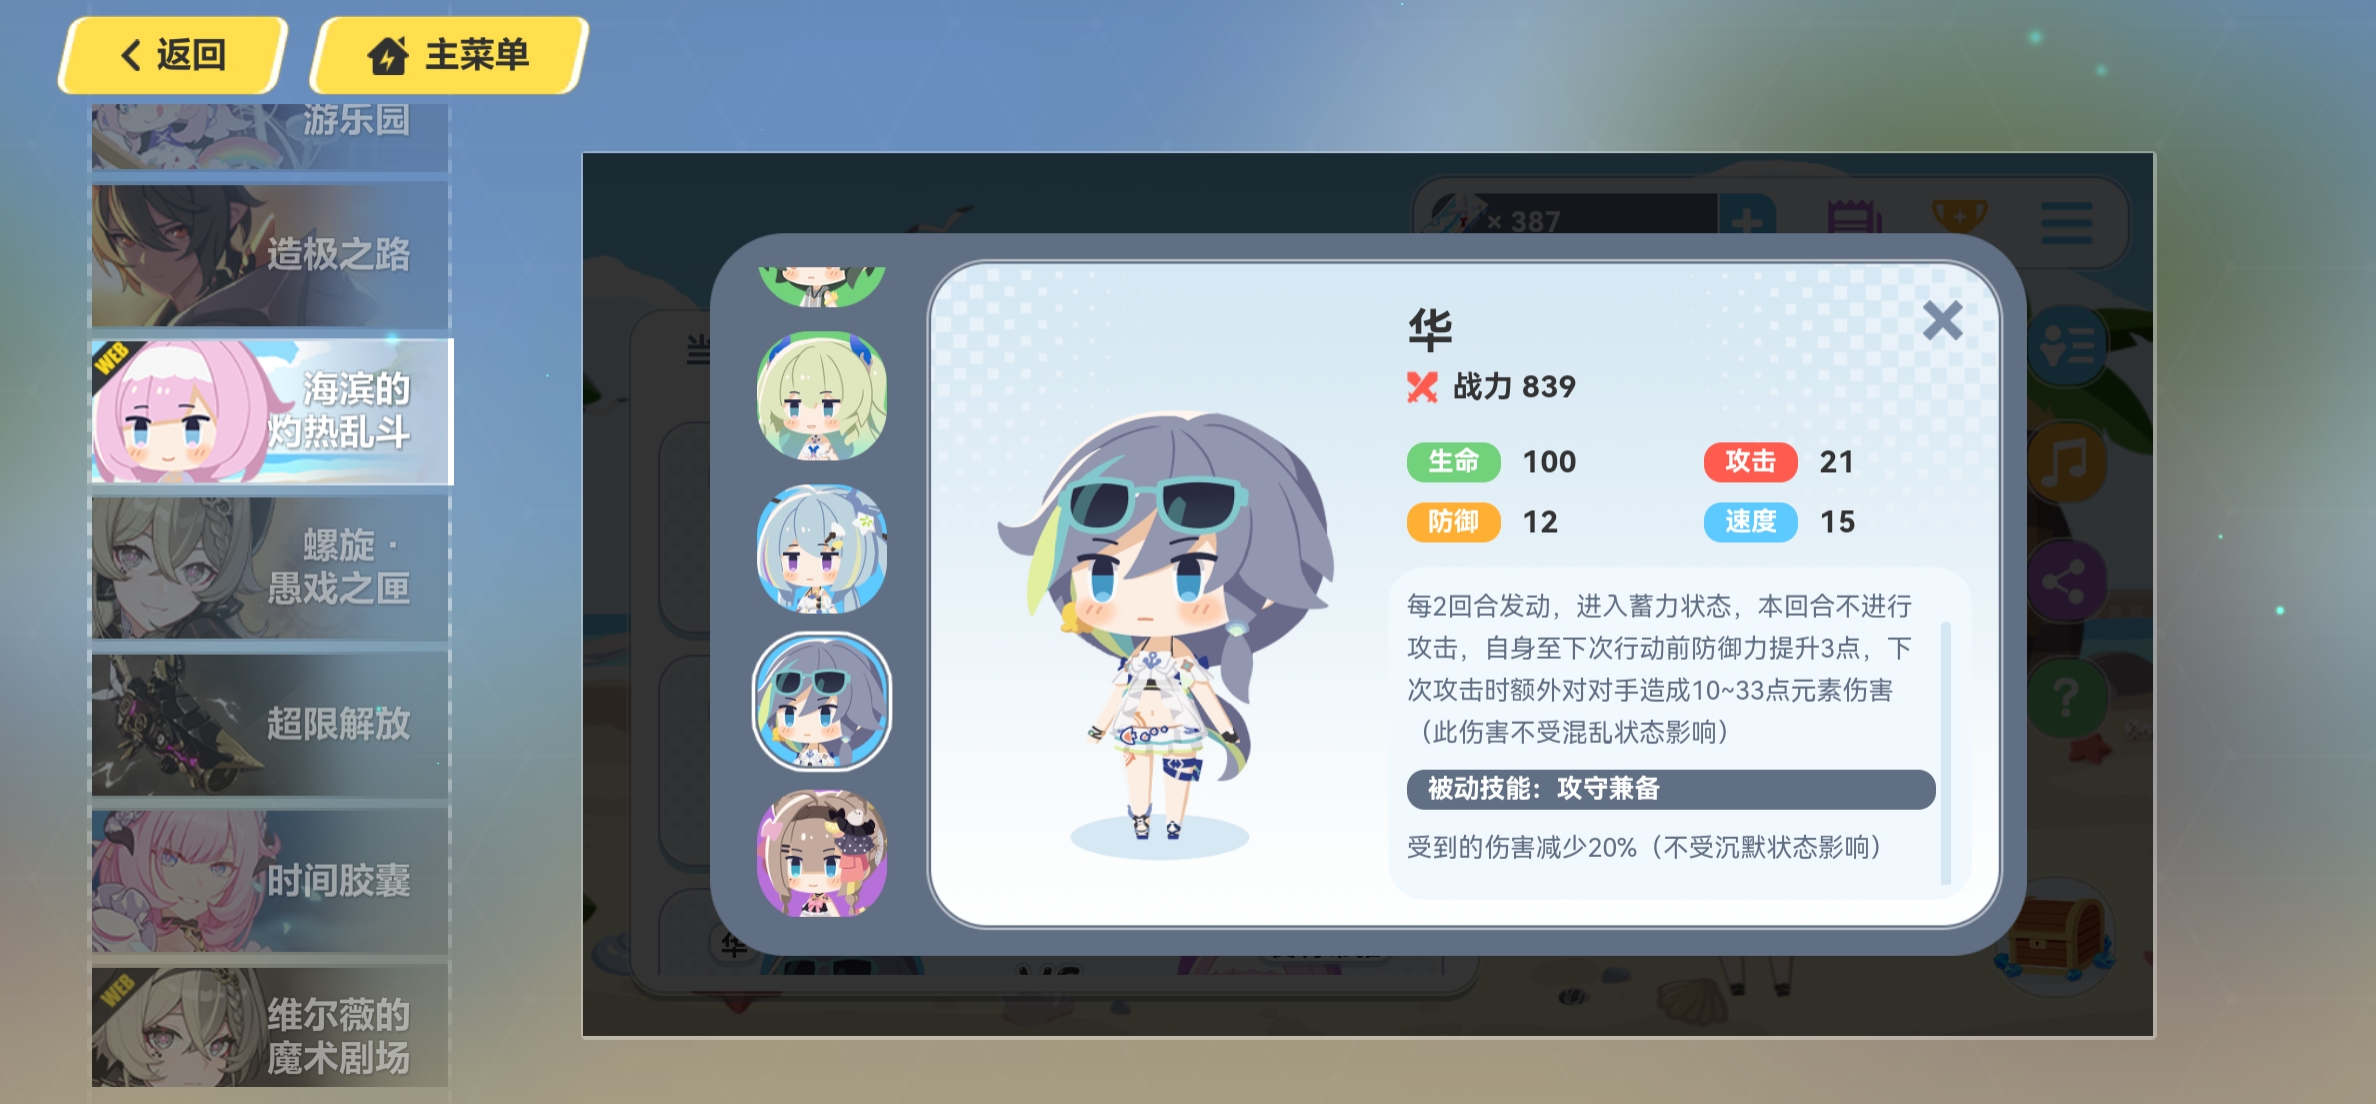 返回
主菜单
游乐园
造极之路
WEB
海滨的
灼热乱斗
螺旋·
愚戏之匣
超限解放
时间胶囊
WEB
维尔薇的
魔术剧场
× 387
当
华
战力 839
生命 100
攻击 21
防御 12
速度 15
每2回合发动，进入蓄力状态，本回合不进行
攻击，自身至下次行动前防御力提升3点，下
次攻击时额外对对手造成10~33点元素伤害
（此伤害不受混乱状态影响）
被动技能：攻守兼备
受到的伤害减少20%（不受沉默状态影响）
华
VS